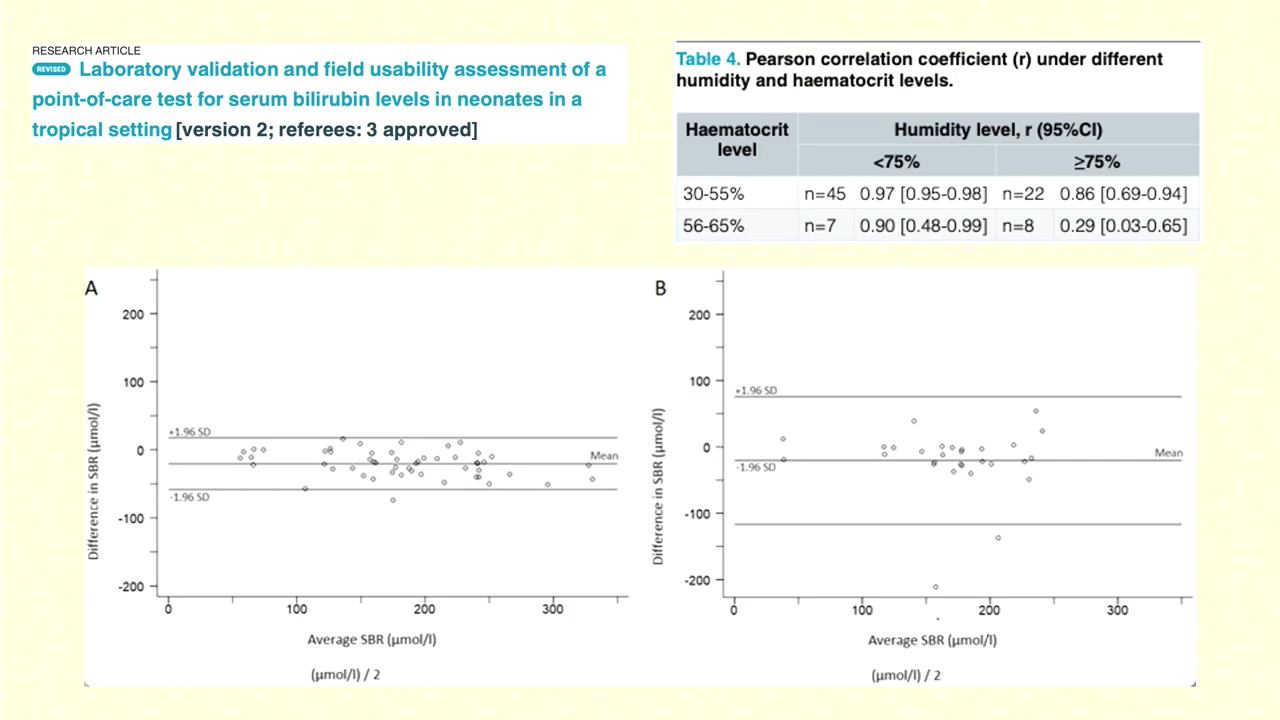 RESEARCH ARTICLE
REVISED Laboratory validation and field usability assessment of a
point-of-care test for serum bilirubin levels in neonates in a
tropical setting [version 2; referees: 3 approved]
Table 4. Pearson correlation coefficient (r) under different
humidity and haematocrit levels.
Haematocrit level Humidity level, r (95%CI)
<75% ≥75%
30-55% n=45 0.97 [0.95-0.98] n=22 0.86 [0.69-0.94]
56-65% n=7 0.90 [0.48-0.99] n=8 0.29 [0.03-0.65]
A
Difference in SBR (µmol/l)
200
100
0
-100
-200
+1.96 SD
Mean
-1.96 SD
0 100 200 300
Average SBR (µmol/l)
(µmol/l) / 2
B
Difference in SBR (µmol/l)
200
100
0
-100
-200
+1.96 SD
Mean
-1.96 SD
0 100 200 300
Average SBR (µmol/l)
(µmol/l) / 2